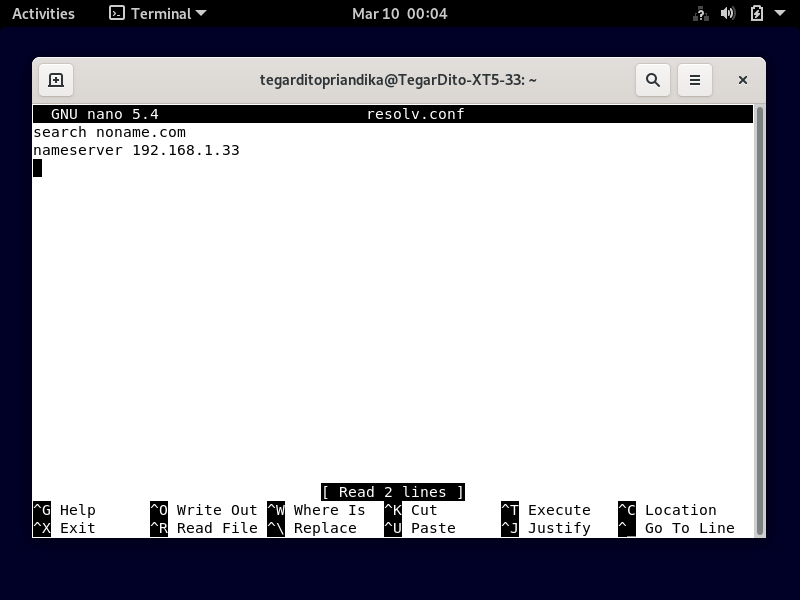 Activities Terminal Mar 10 00:04
tegarditopriandika@TegarDito-XT5-33: ~
GNU nano 5.4 resolv.conf
search noname.com
nameserver 192.168.1.33
[ Read 2 lines ]
^G Help ^O Write Out ^W Where Is ^K Cut ^T Execute ^C Location
^X Exit ^R Read File ^\ Replace ^U Paste ^J Justify ^_ Go To Line